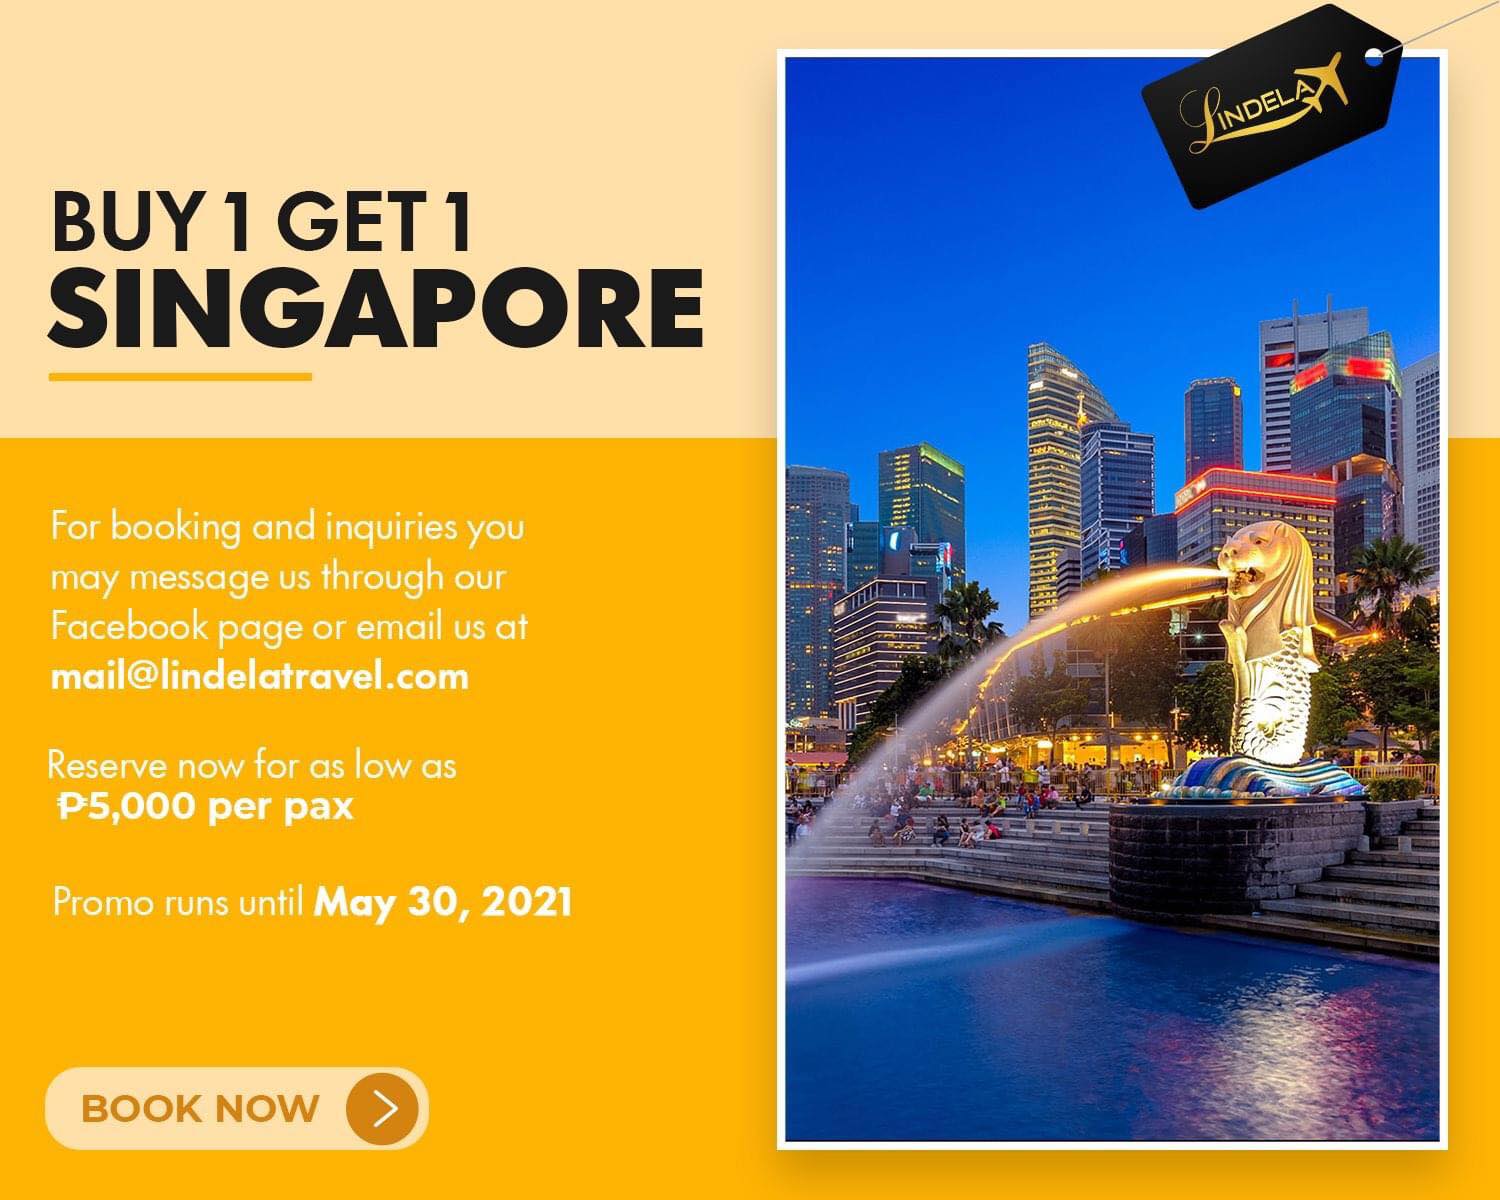 LINDELA
BUY 1 GET 1
SINGAPORE
For booking and inquiries you
may message us through our
Facebook page or email us at
mail@lindelatravel.com
Reserve now for as low as
₱5,000 per pax
Promo runs until May 30, 2021
BOOK NOW